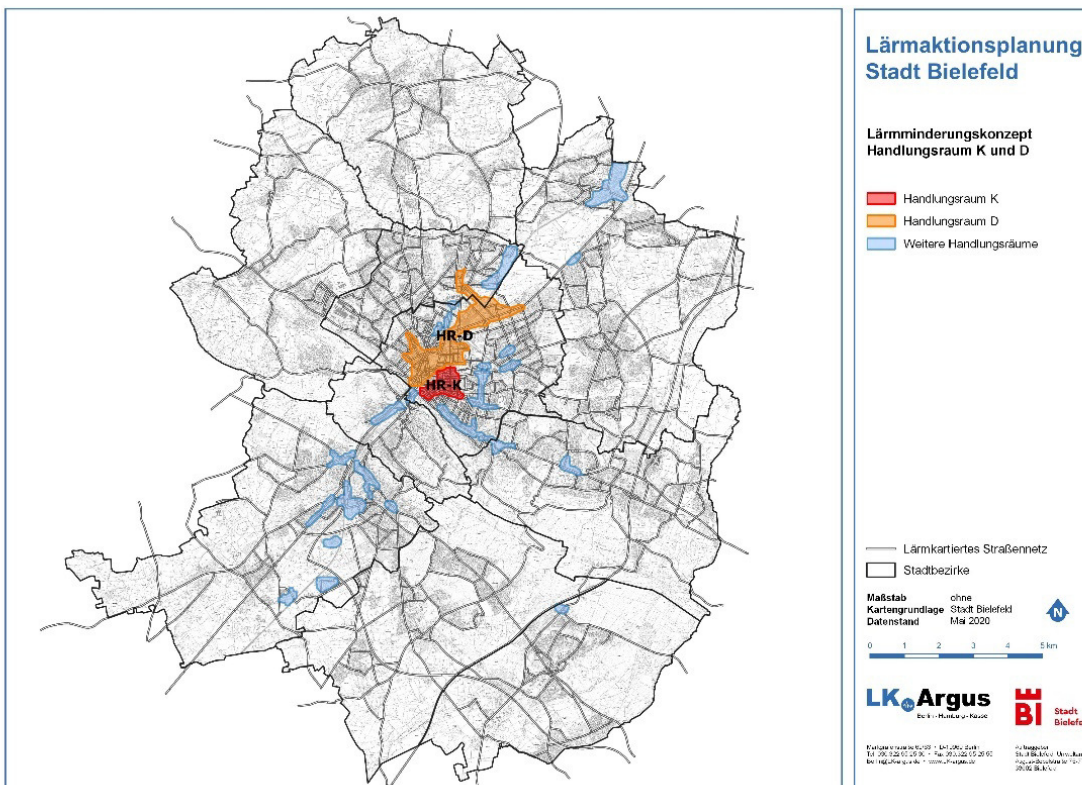 HR-D
HR-K
Lärmaktionsplanung
Stadt Bielefeld
Lärmminderungskonzept
Handlungsraum K und D
Handlungsraum K
Handlungsraum D
Weitere Handlungsräume
Lärmkartiertes Straßennetz
Stadtbezirke
Maßstab ohne
Kartengrundlage Stadt Bielefeld
Datenstand Mai 2020
N
0 1 2 3 4 5 km
LK Argus
Berlin - Hamburg - Kassel
BI
Stadt